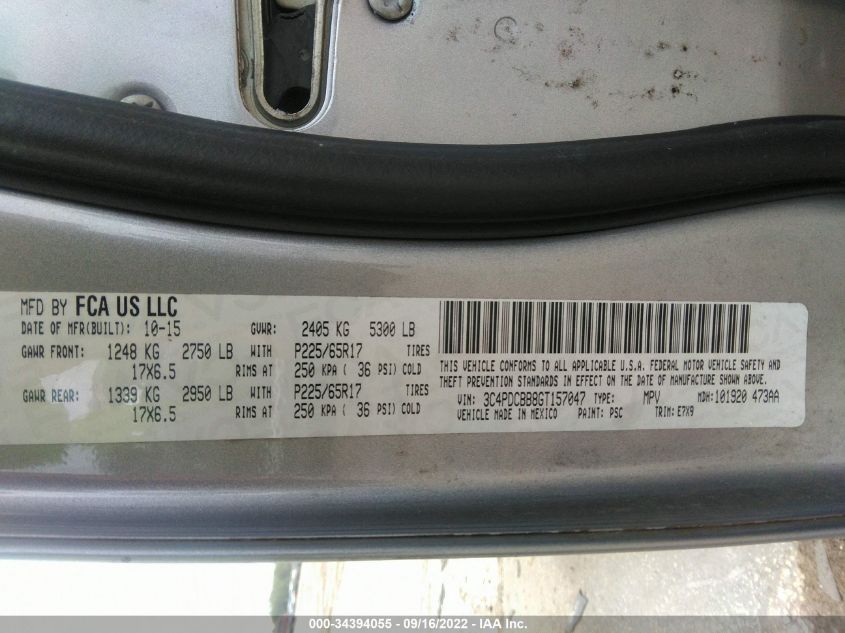 MFD BY FCA US LLC
DATE OF MFR(BUILT): 10-15 GVWR: 2405 KG 5300 LB
GAWR FRONT: 1248 KG 2750 LB WITH P225/65R17 TIRES
17X6.5 RIMS AT 250 KPA ( 36 PSI) COLD
GAWR REAR: 1339 KG 2950 LB WITH P225/65R17 TIRES
17X6.5 RIMS AT 250 KPA ( 36 PSI) COLD
THIS VEHICLE CONFORMS TO ALL APPLICABLE U.S.A. FEDERAL MOTOR VEHICLE SAFETY AND
THEFT PREVENTION STANDARDS IN EFFECT ON THE DATE OF MANUFACTURE SHOWN ABOVE.
VIN: 3C4PDCBB8GT157047 TYPE: MPV MDH:101920 473AA
VEHICLE MADE IN MEXICO PAINT: PSC TRIM: E7X9
000-34394055 - 09/16/2022 - IAA Inc.